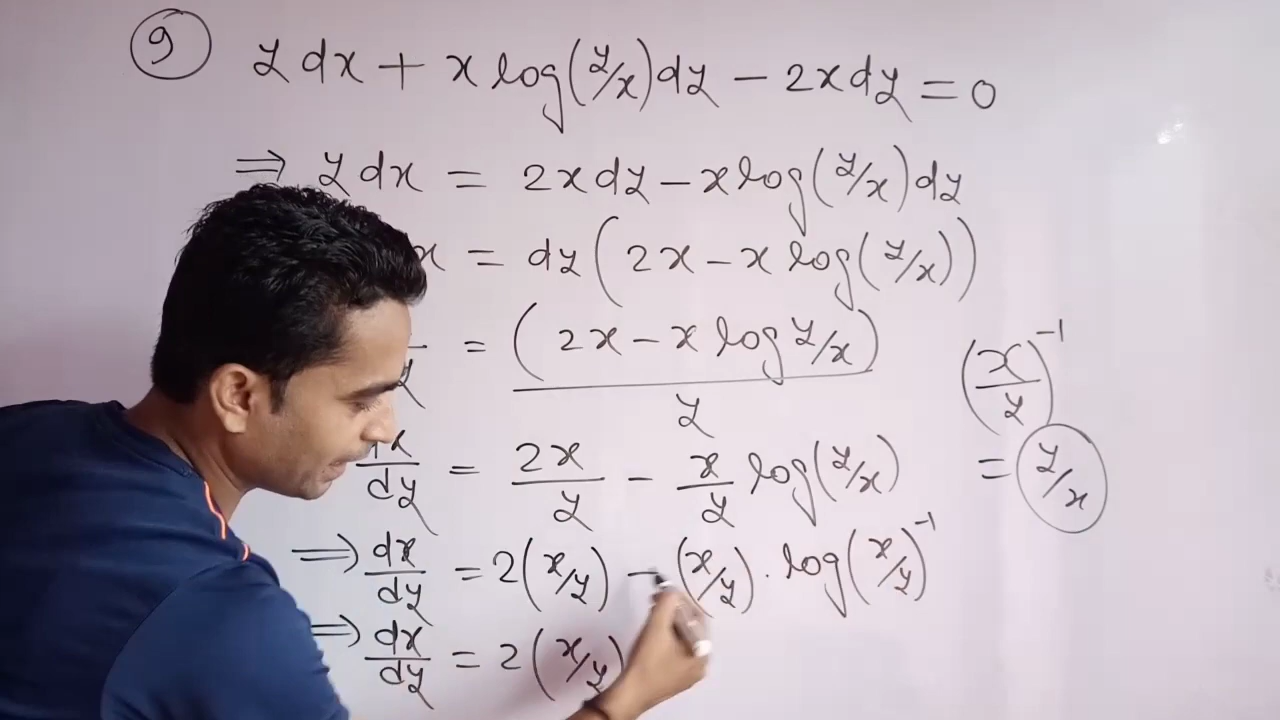 9 y dx + x log(y/x) dy - 2x dy = 0
⇒ y dx = 2x dy - x log(y/x) dy
x = dy (2x - x log(y/x))
y = (2x - x log y/x) / y
(x/y)^-1
dx/dy = 2x/y - x/y log(y/x)
= y/x
⇒ dx/dy = 2(x/y) - (x/y) . log(x/y)^-1
⇒ dx/dy = 2(x/y)